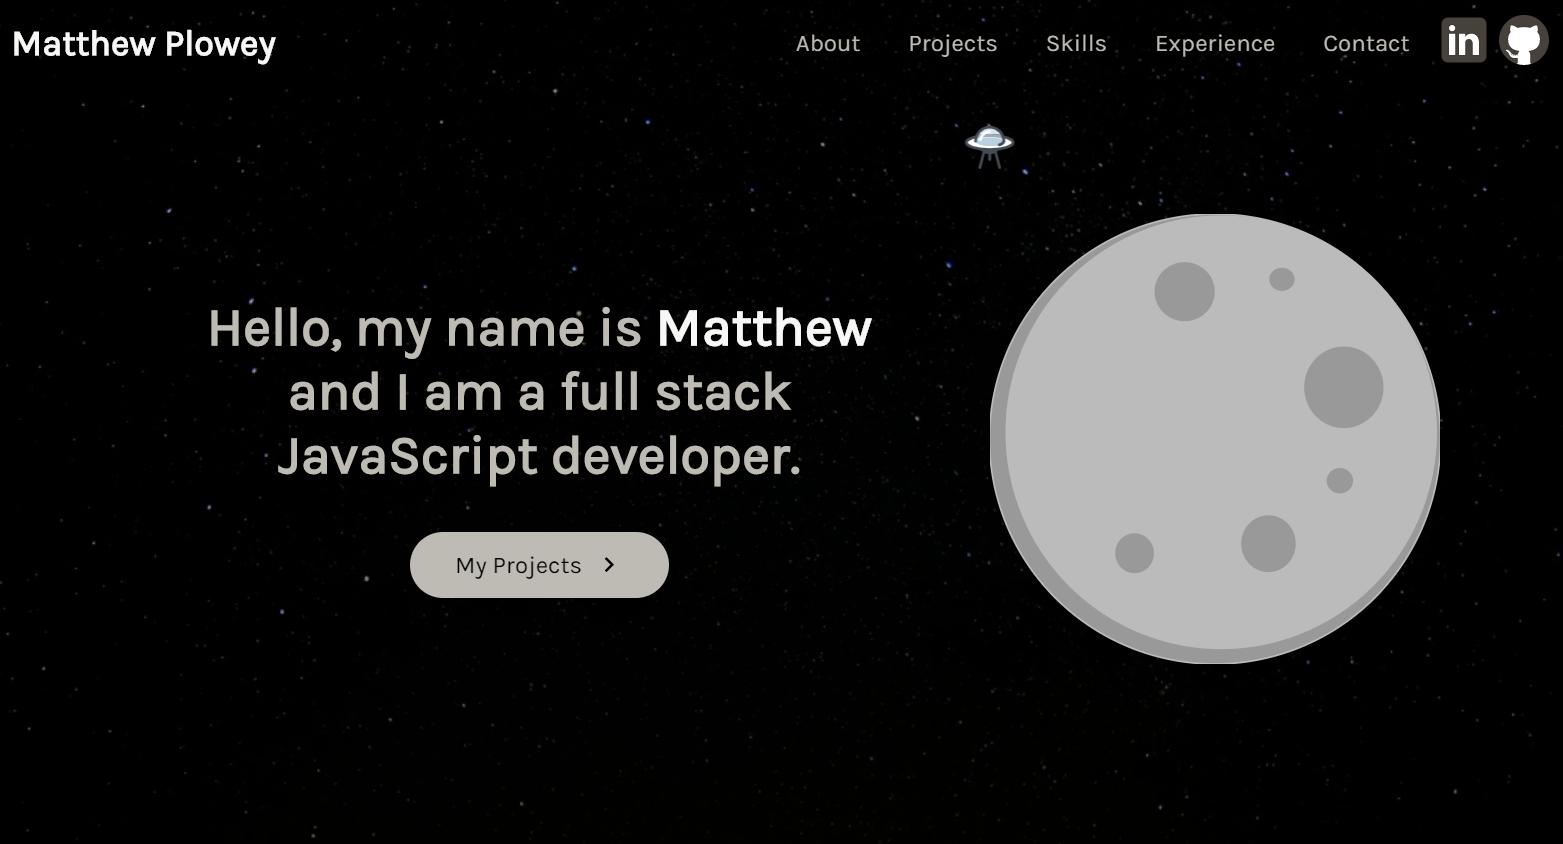 Matthew Plowey
About Projects Skills Experience Contact in
Hello, my name is Matthew
and I am a full stack
JavaScript developer.
My Projects